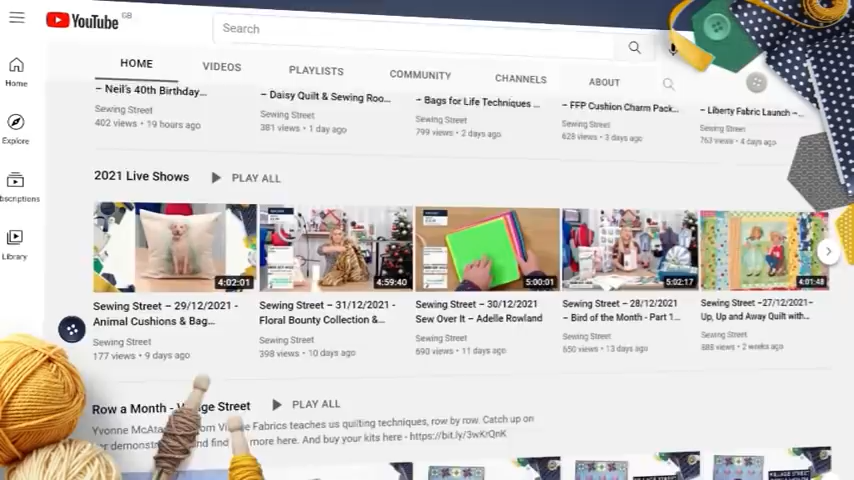 YouTube GB
Search
HOME
VIDEOS
PLAYLISTS
COMMUNITY
CHANNELS
ABOUT
Home
Explore
bscriptions
Library
– Neil's 40th Birthday...
Sewing Street
402 views • 19 hours ago
– Daisy Quilt & Sewing Roo...
Sewing Street
381 views • 1 day ago
– Bags for Life Techniques ...
Sewing Street
799 views • 2 days ago
– FFP Cushion Charm Pack...
Sewing Street
628 views • 3 days ago
– Liberty Fabric Launch –...
Sewing Street
763 views • 4 days ago
2021 Live Shows
PLAY ALL
4:02:01
4:59:40
5:00:01
5:02:17
4:01:48
Sewing Street – 29/12/2021 -
Animal Cushions & Bag...
Sewing Street
177 views • 9 days ago
Sewing Street – 31/12/2021 -
Floral Bounty Collection &...
Sewing Street
398 views • 10 days ago
Sewing Street – 30/12/2021
Sew Over It – Adelle Rowland
Sewing Street
690 views • 11 days ago
Sewing Street – 28/12/2021
– Bird of the Month - Part 1...
Sewing Street
650 views • 13 days ago
Sewing Street –27/12/2021–
Up, Up and Away Quilt with...
Sewing Street
888 views • 2 weeks ago
Row a Month - Village Street
PLAY ALL
Yvonne McAta om Village Fabrics teaches us quilting techniques, row by row. Catch up on
er demonst and find more here. And buy your kits here - https://bit.ly/3wKrQnK